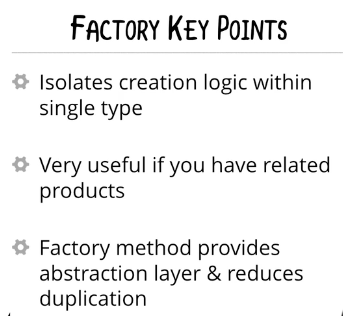 Factory Key Points
Isolates creation logic within
single type
Very useful if you have related
products
Factory method provides
abstraction layer & reduces
duplication